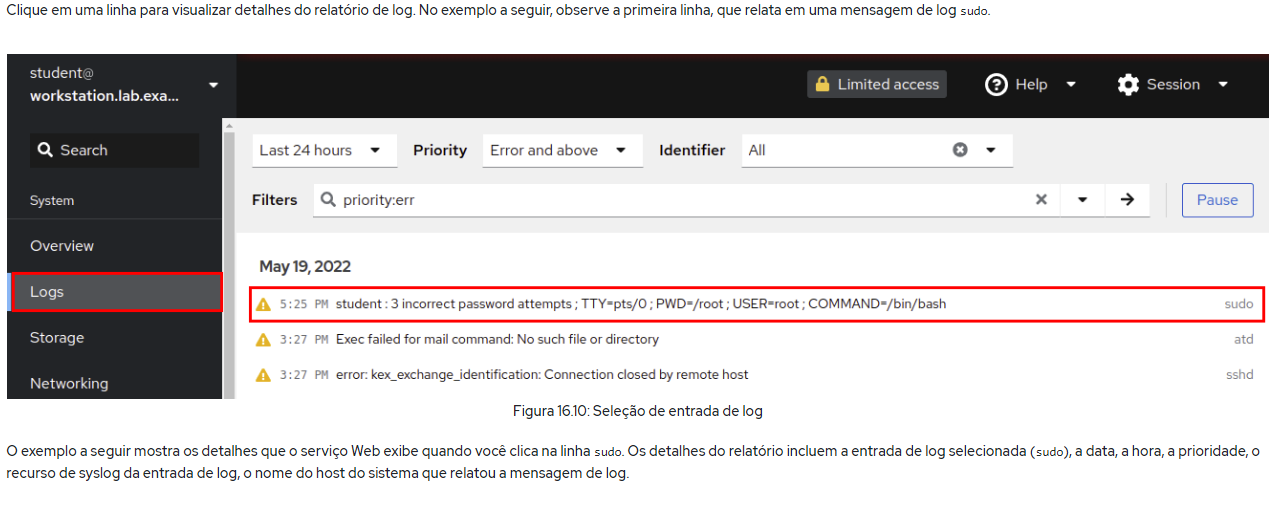 Clique em uma linha para visualizar detalhes do relatório de log. No exemplo a seguir, observe a primeira linha, que relata em uma mensagem de log sudo.
student@
workstation.lab.exa...
Limited access
Help
Session
Search
Last 24 hours
Priority
Error and above
Identifier
All
System
Filters
priority:err
Pause
Overview
Logs
Storage
Networking
May 19, 2022
5:25 PM student : 3 incorrect password attempts ; TTY=pts/0 ; PWD=/root ; USER=root ; COMMAND=/bin/bash sudo
3:27 PM Exec failed for mail command: No such file or directory atd
3:27 PM error: kex_exchange_identification: Connection closed by remote host sshd
Figura 16.10: Seleção de entrada de log
O exemplo a seguir mostra os detalhes que o serviço Web exibe quando você clica na linha sudo. Os detalhes do relatório incluem a entrada de log selecionada (sudo), a data, a hora, a prioridade, o
recurso de syslog da entrada de log, o nome do host do sistema que relatou a mensagem de log.